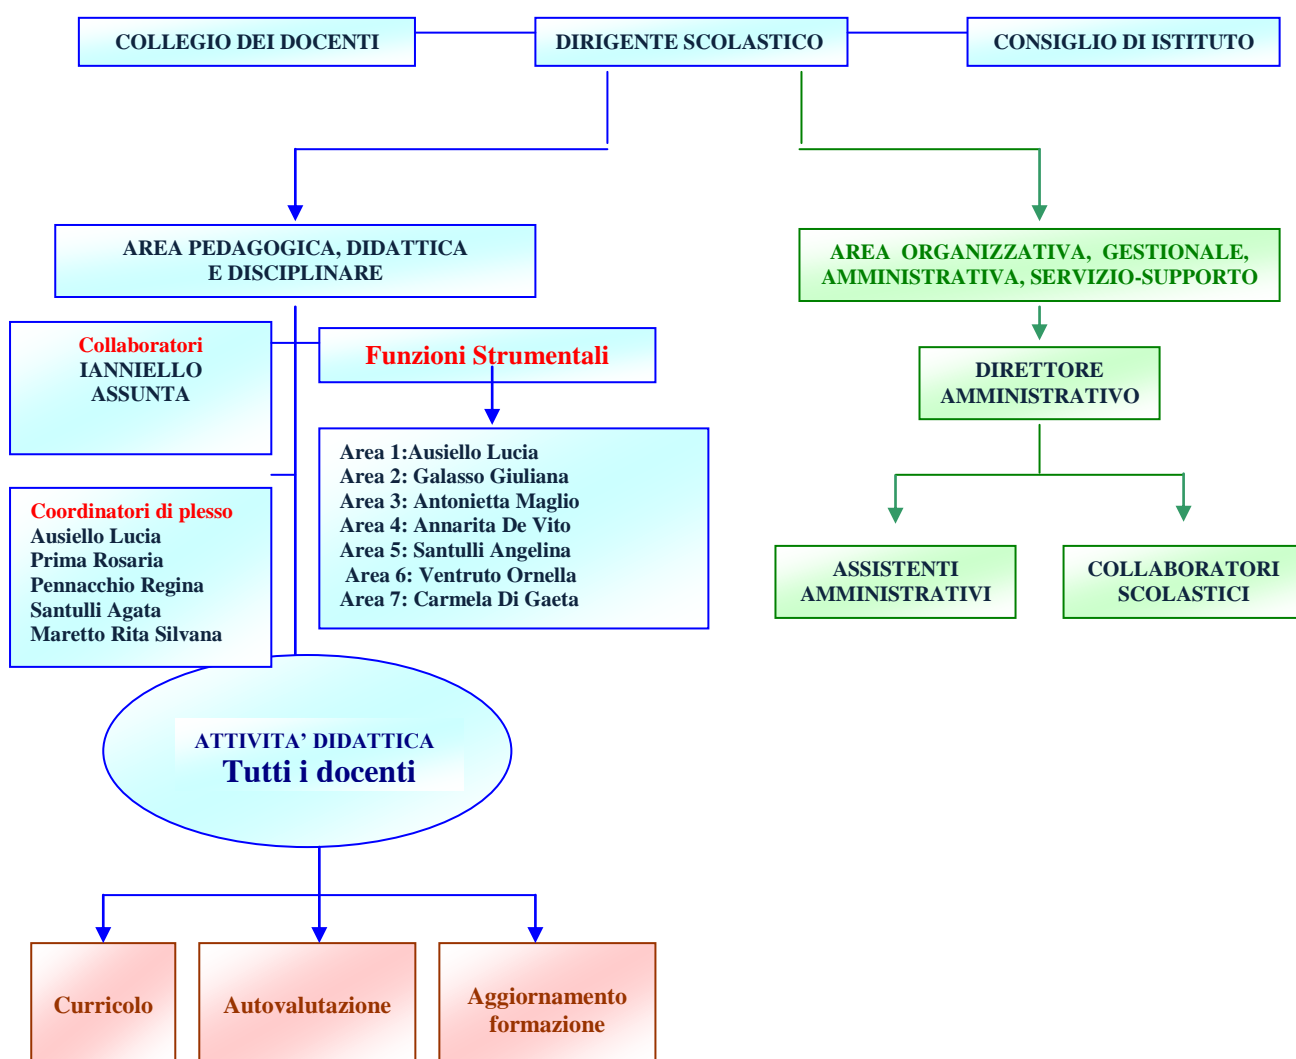 COLLEGIO DEI DOCENTI
DIRIGENTE SCOLASTICO
CONSIGLIO DI ISTITUTO
AREA PEDAGOGICA, DIDATTICA
E DISCIPLINARE
AREA ORGANIZZATIVA, GESTIONALE,
AMMINISTRATIVA, SERVIZIO-SUPPORTO
Collaboratori
IANNIELLO
ASSUNTA
Funzioni Strumentali
DIRETTORE
AMMINISTRATIVO
Area 1:Ausiello Lucia
Area 2: Galasso Giuliana
Area 3: Antonietta Maglio
Area 4: Annarita De Vito
Area 5: Santulli Angelina
Area 6: Ventruto Ornella
Area 7: Carmela Di Gaeta
Coordinatori di plesso
Ausiello Lucia
Prima Rosaria
Pennacchio Regina
Santulli Agata
Maretto Rita Silvana
ASSISTENTI
AMMINISTRATIVI
COLLABORATORI
SCOLASTICI
ATTIVITA’ DIDATTICA
Tutti i docenti
Curricolo
Autovalutazione
Aggiornamento
formazione